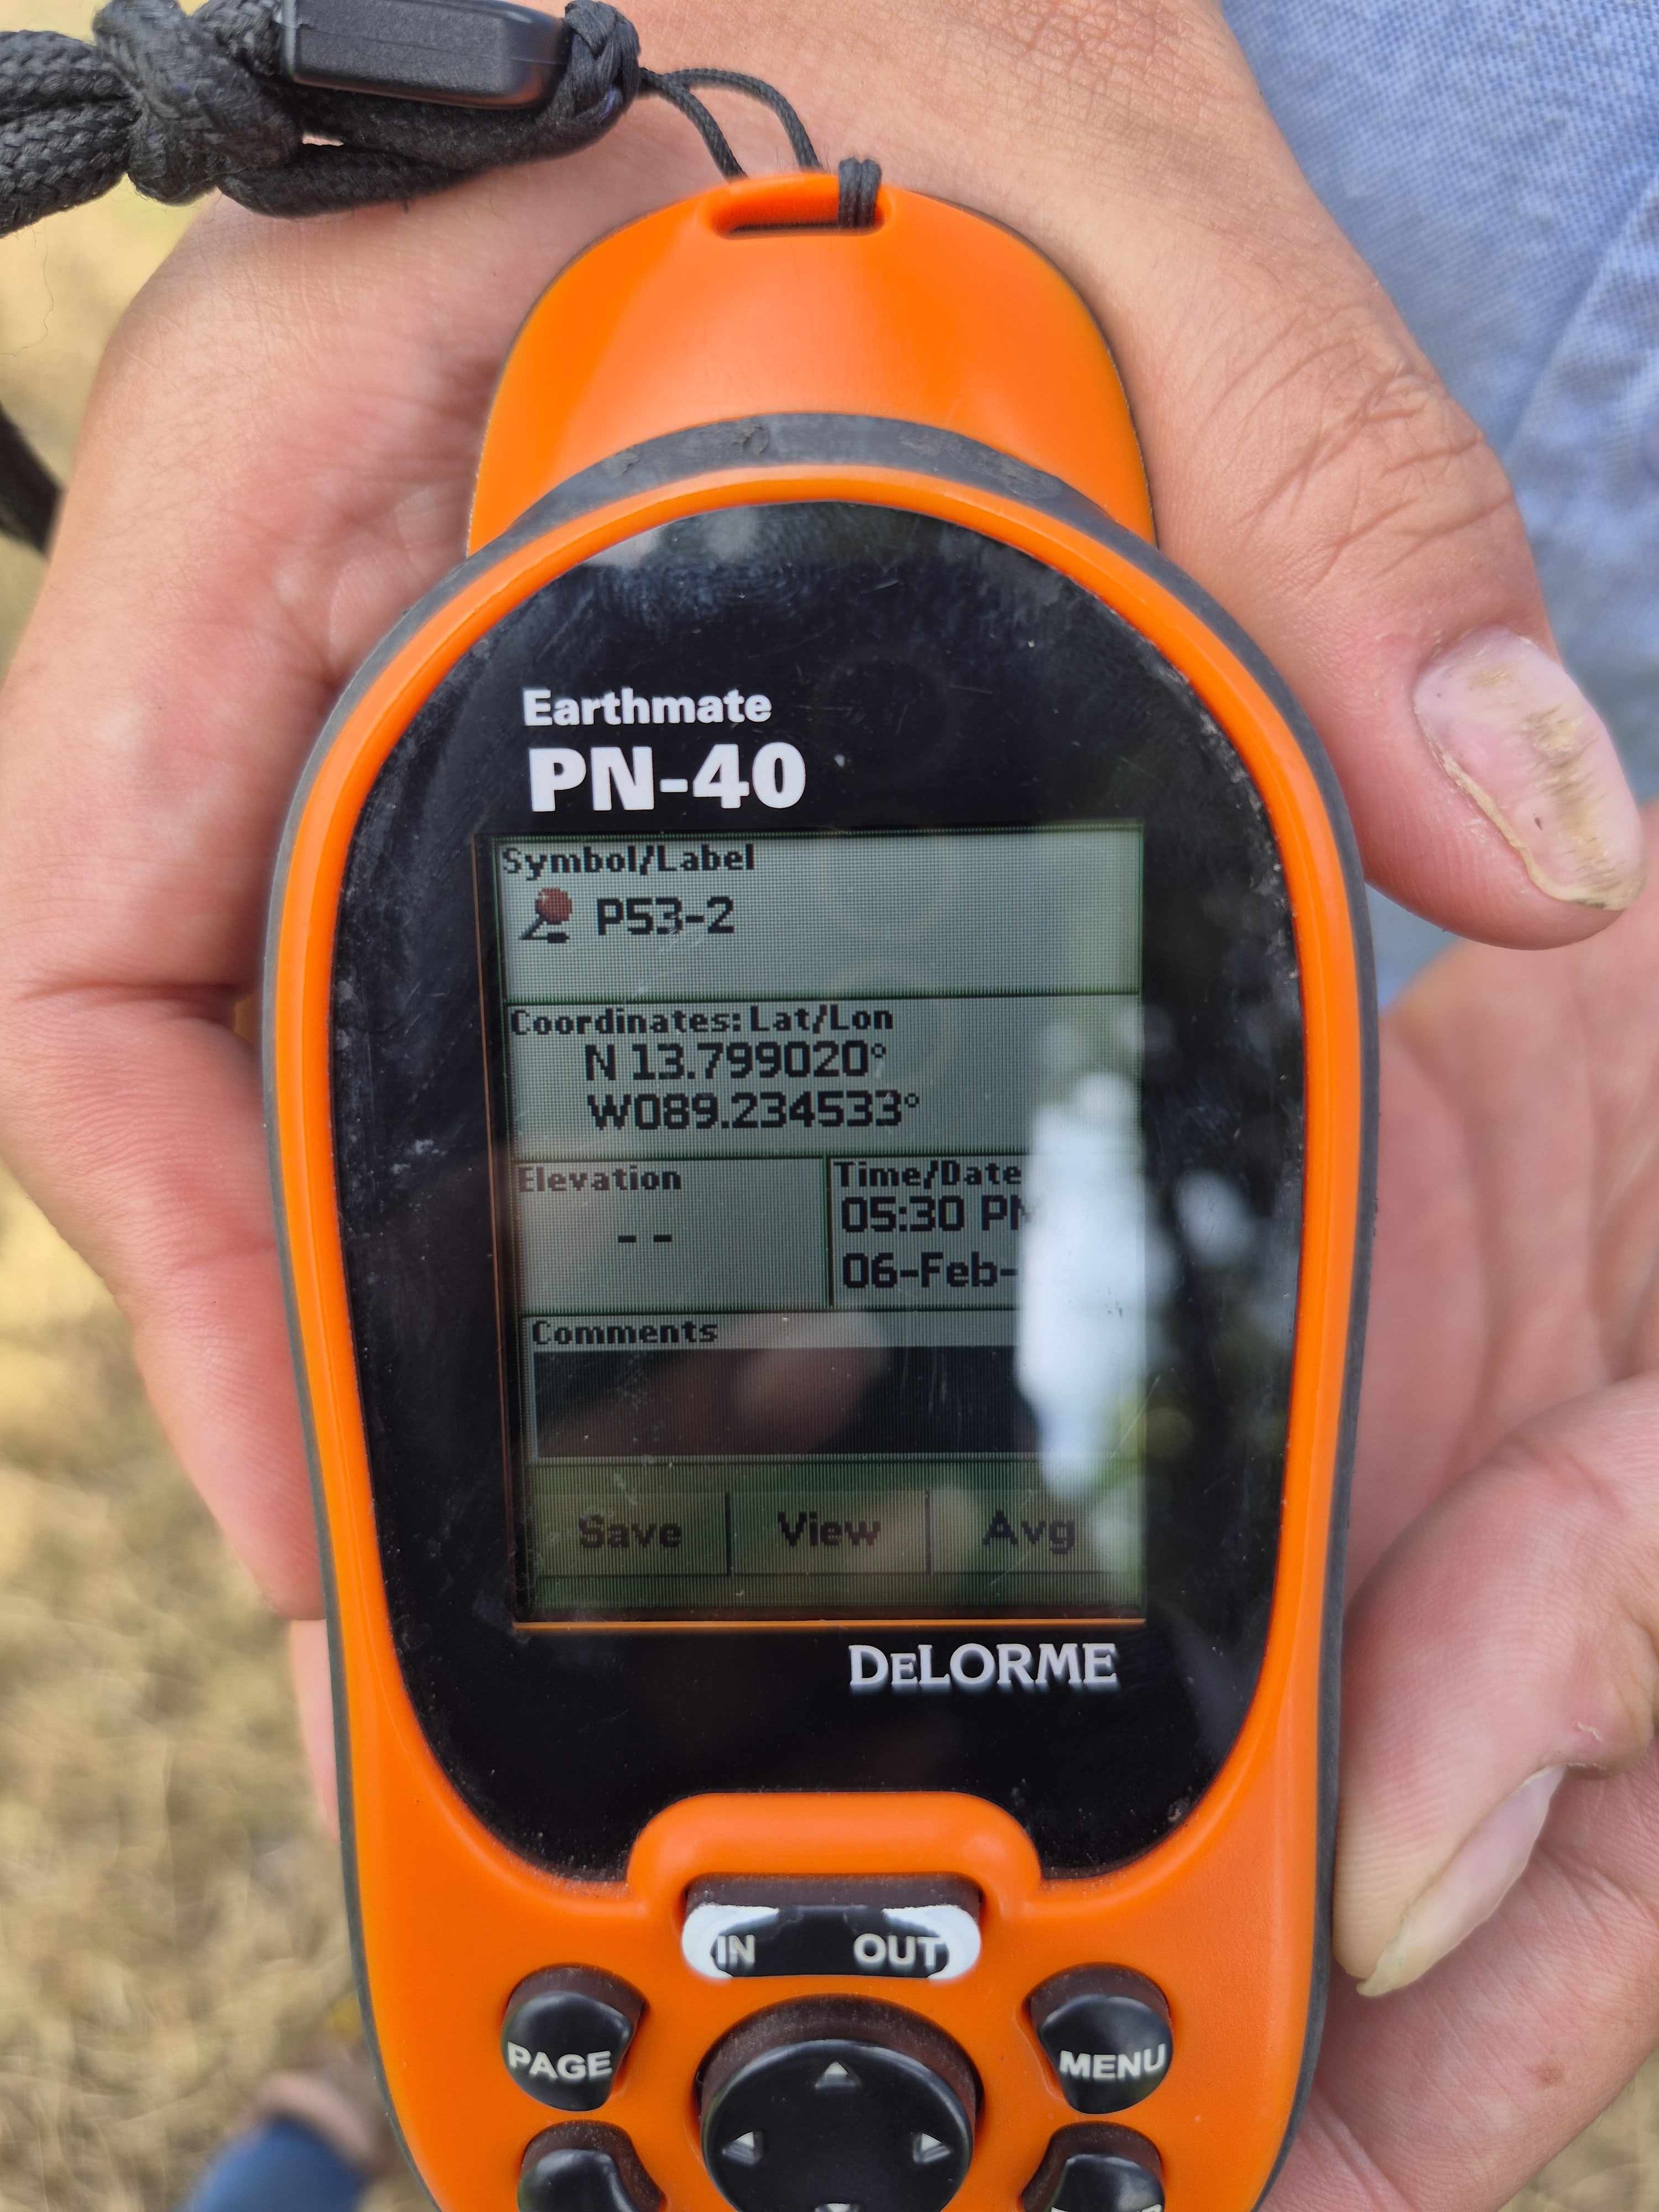 Earthmate
PN-40
Symbol/Label
P53-2
Coordinates: Lat/Lon
N 13.799020°
W089.234533°
Elevation
- -
Time/Date
05:30 PM
06-Feb-
Comments
Save View Avg
DELORME
IN OUT
PAGE
MENU